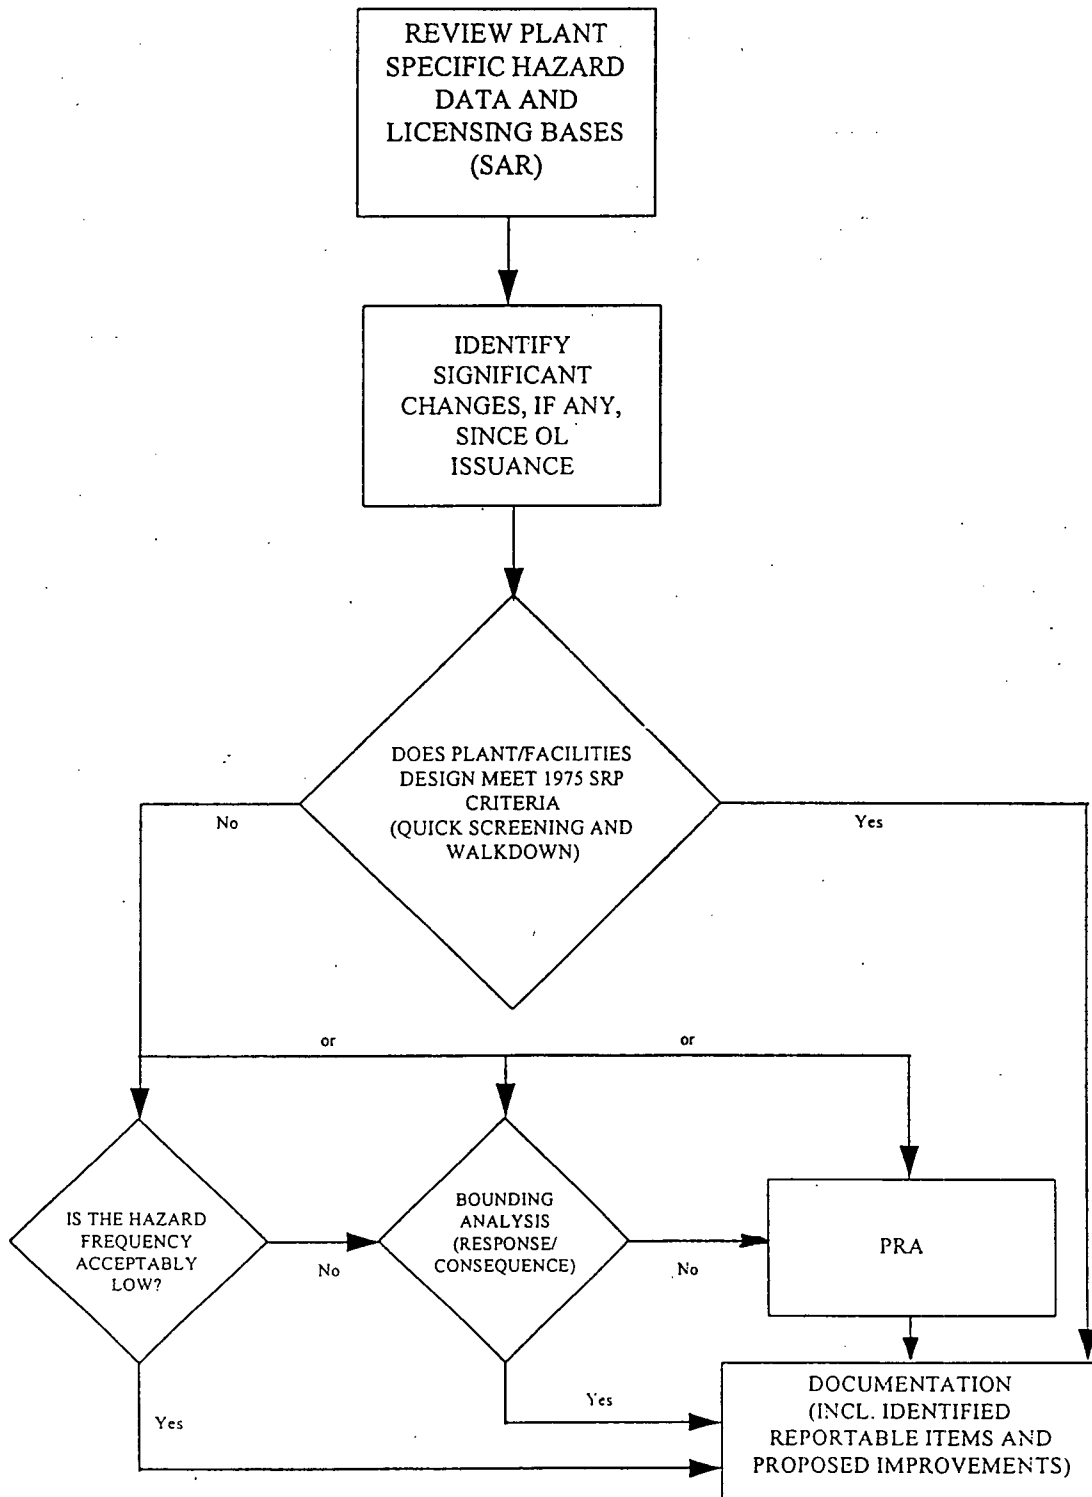 REVIEW PLANT
SPECIFIC HAZARD
DATA AND
LICENSING BASES
(SAR)
IDENTIFY
SIGNIFICANT
CHANGES, IF ANY,
SINCE OL
ISSUANCE
DOES PLANT/FACILITIES
DESIGN MEET 1975 SRP
CRITERIA
(QUICK SCREENING AND
WALKDOWN)
No
Yes
or
or
IS THE HAZARD
FREQUENCY
ACCEPTABLY
LOW?
No
BOUNDING
ANALYSIS
(RESPONSE/
CONSEQUENCE)
No
PRA
Yes
Yes
DOCUMENTATION
(INCL. IDENTIFIED
REPORTABLE ITEMS AND
PROPOSED IMPROVEMENTS)